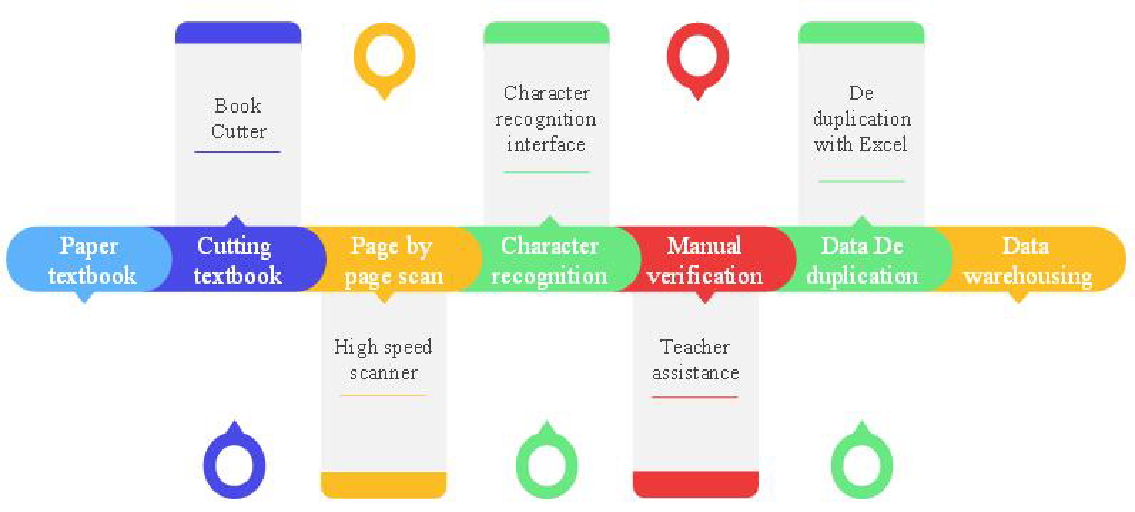 Book
Cutter
Character
recognition
interface
De
duplication
with Excel
Paper
textbook
Cutting
textbook
Page by
page scan
Character
recognition
Manual
verification
Data De
duplication
Data
warehousing
High speed
scanner
Teacher
assistance